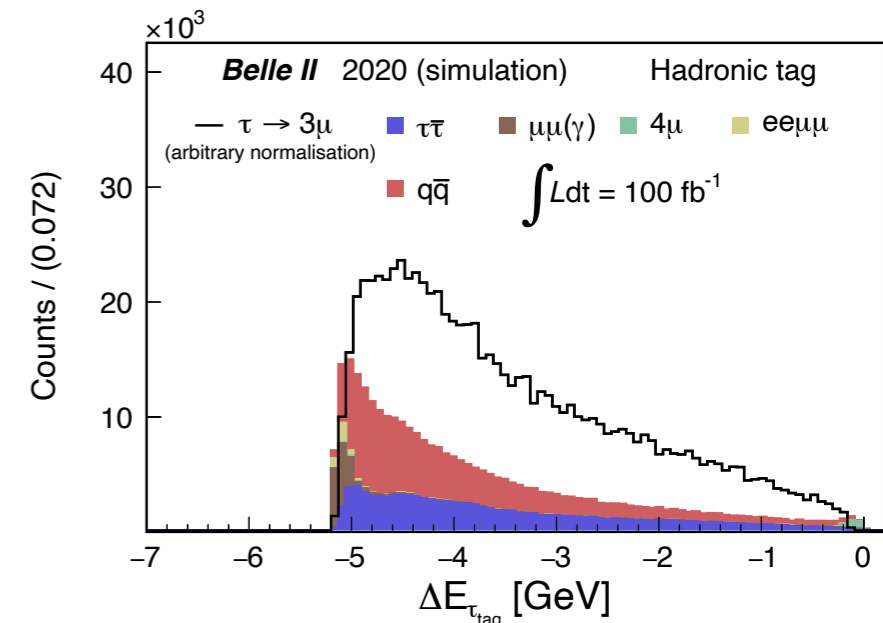 ×10³
40
30
20
10
Counts / (0.072)
Belle II 2020 (simulation) Hadronic tag
τ → 3μ
(arbitrary normalisation)
ττ̅
μμ(γ)
4μ
eeμμ
qq̅
∫Ldt = 100 fb⁻¹
−7 −6 −5 −4 −3 −2 −1 0
ΔE_τ_tag [GeV]